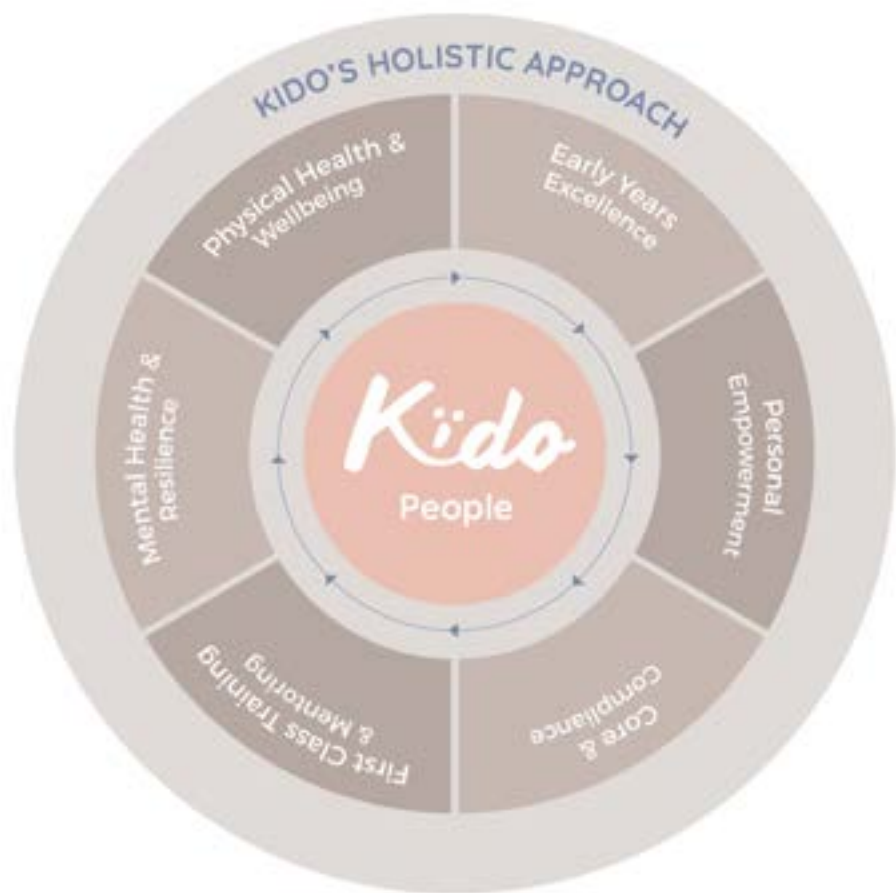 KIDO'S HOLISTIC APPROACH
Early Years
Excellence
Personal
Empowerment
Core &
Compliance
First Class Training
& Mentoring
Mental Health &
Resilience
Physical Health &
Wellbeing
Kïdo
People